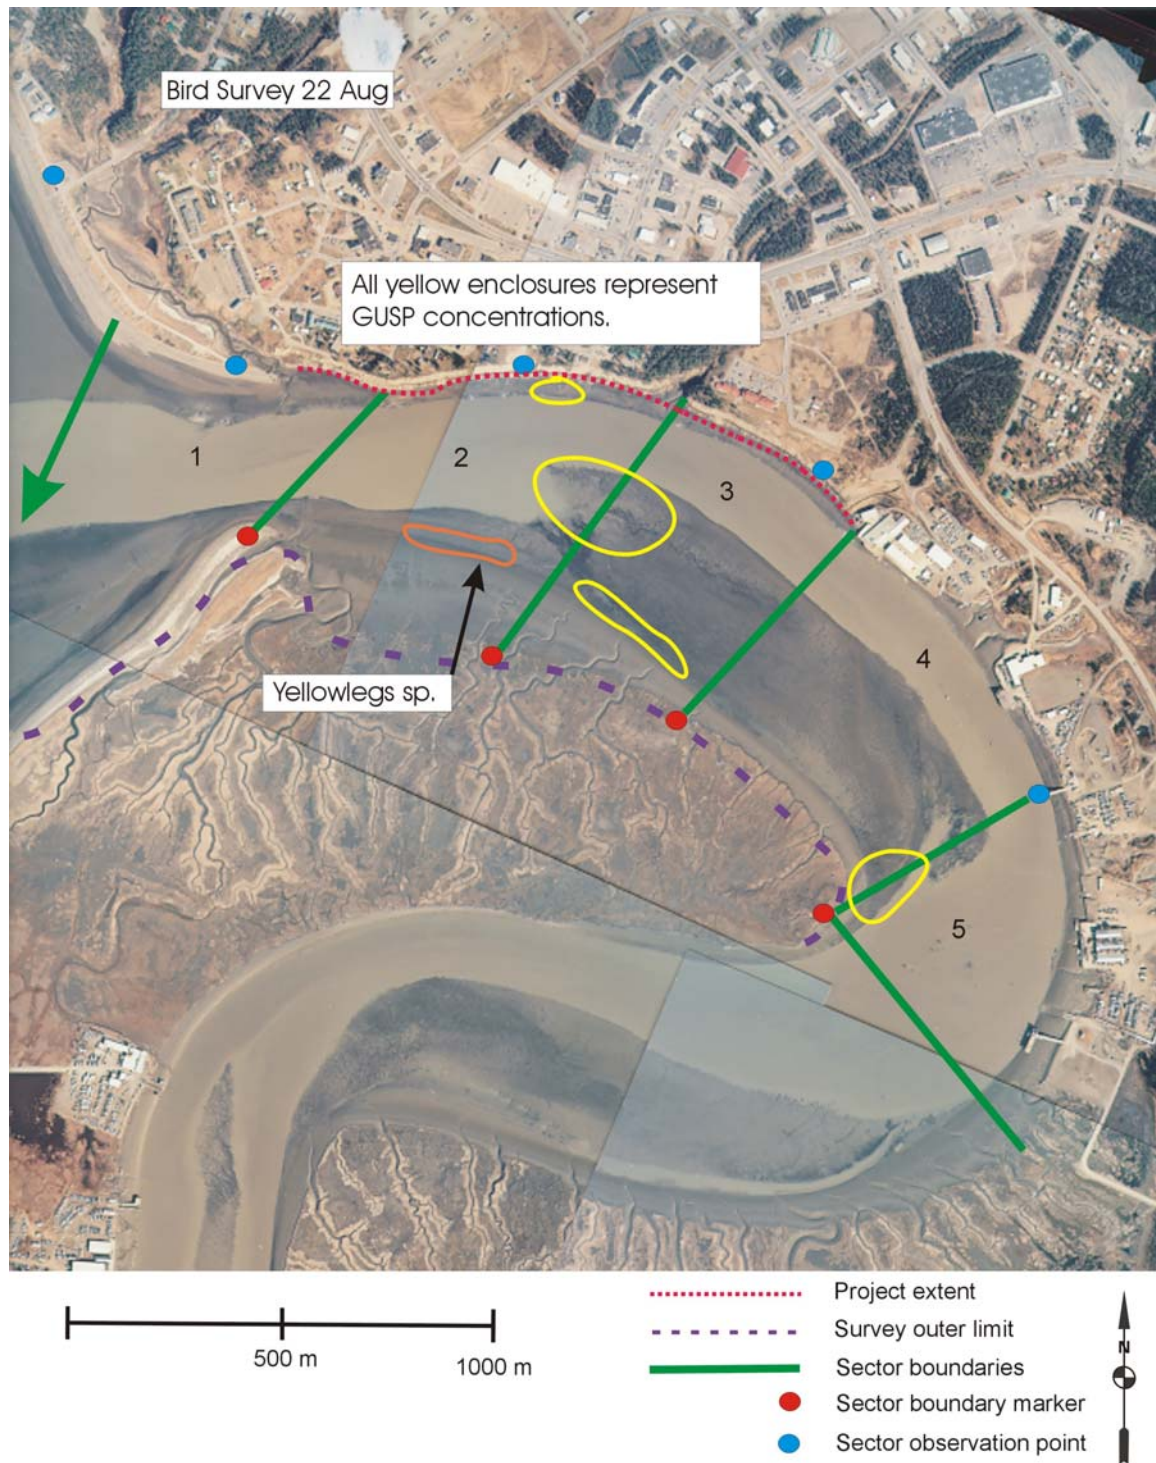 Bird Survey 22 Aug
All yellow enclosures represent
GUSP concentrations.
1
2
3
Yellowlegs sp.
4
5
500 m
1000 m
Project extent
Survey outer limit
Sector boundaries
Sector boundary marker
Sector observation point
N